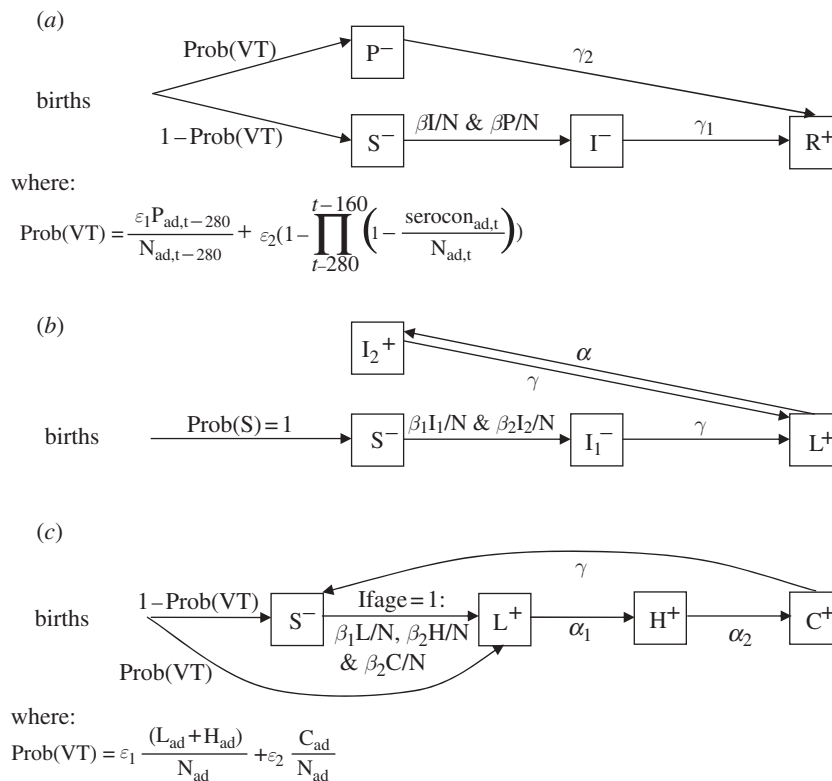 (a)
Prob(VT)
P−
γ2
births
1−Prob(VT)
S−
βI/N & βP/N
I−
γ1
R+
where:
Prob(VT) = ε1Pad,t−280 / Nad,t−280 + ε2(1− ∏ t−160 t−280 (1− seroconad,t / Nad,t))
(b)
I2+
α
γ
births
Prob(S) = 1
S−
β1I1/N & β2I2/N
I1−
γ
L+
(c)
γ
births
1−Prob(VT)
S−
Ifage = 1:
β1L/N, β2H/N
& β2C/N
L+
α1
H+
α2
C+
Prob(VT)
where:
Prob(VT) = ε1 (Lad + Had) / Nad + ε2 Cad / Nad